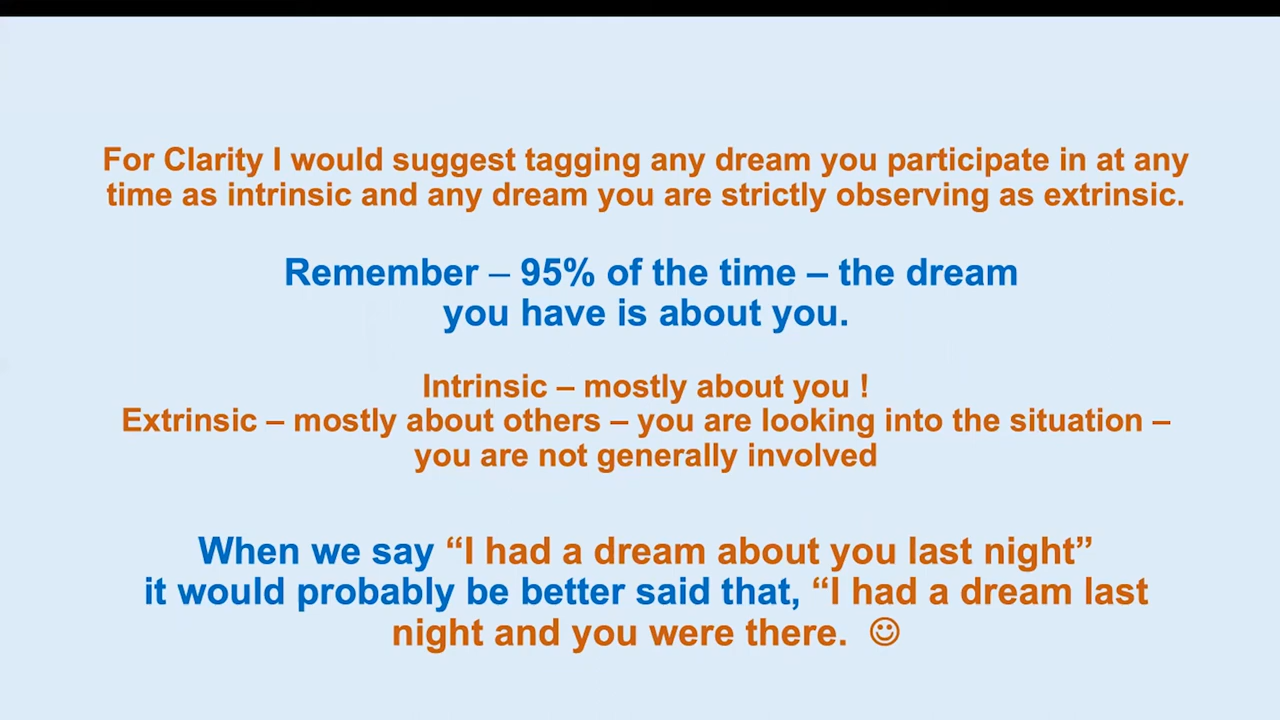 For Clarity I would suggest tagging any dream you participate in at any
time as intrinsic and any dream you are strictly observing as extrinsic.
Remember – 95% of the time – the dream
you have is about you.
Intrinsic – mostly about you !
Extrinsic – mostly about others – you are looking into the situation –
you are not generally involved
When we say “I had a dream about you last night”
it would probably be better said that, “I had a dream last
night and you were there. ☺